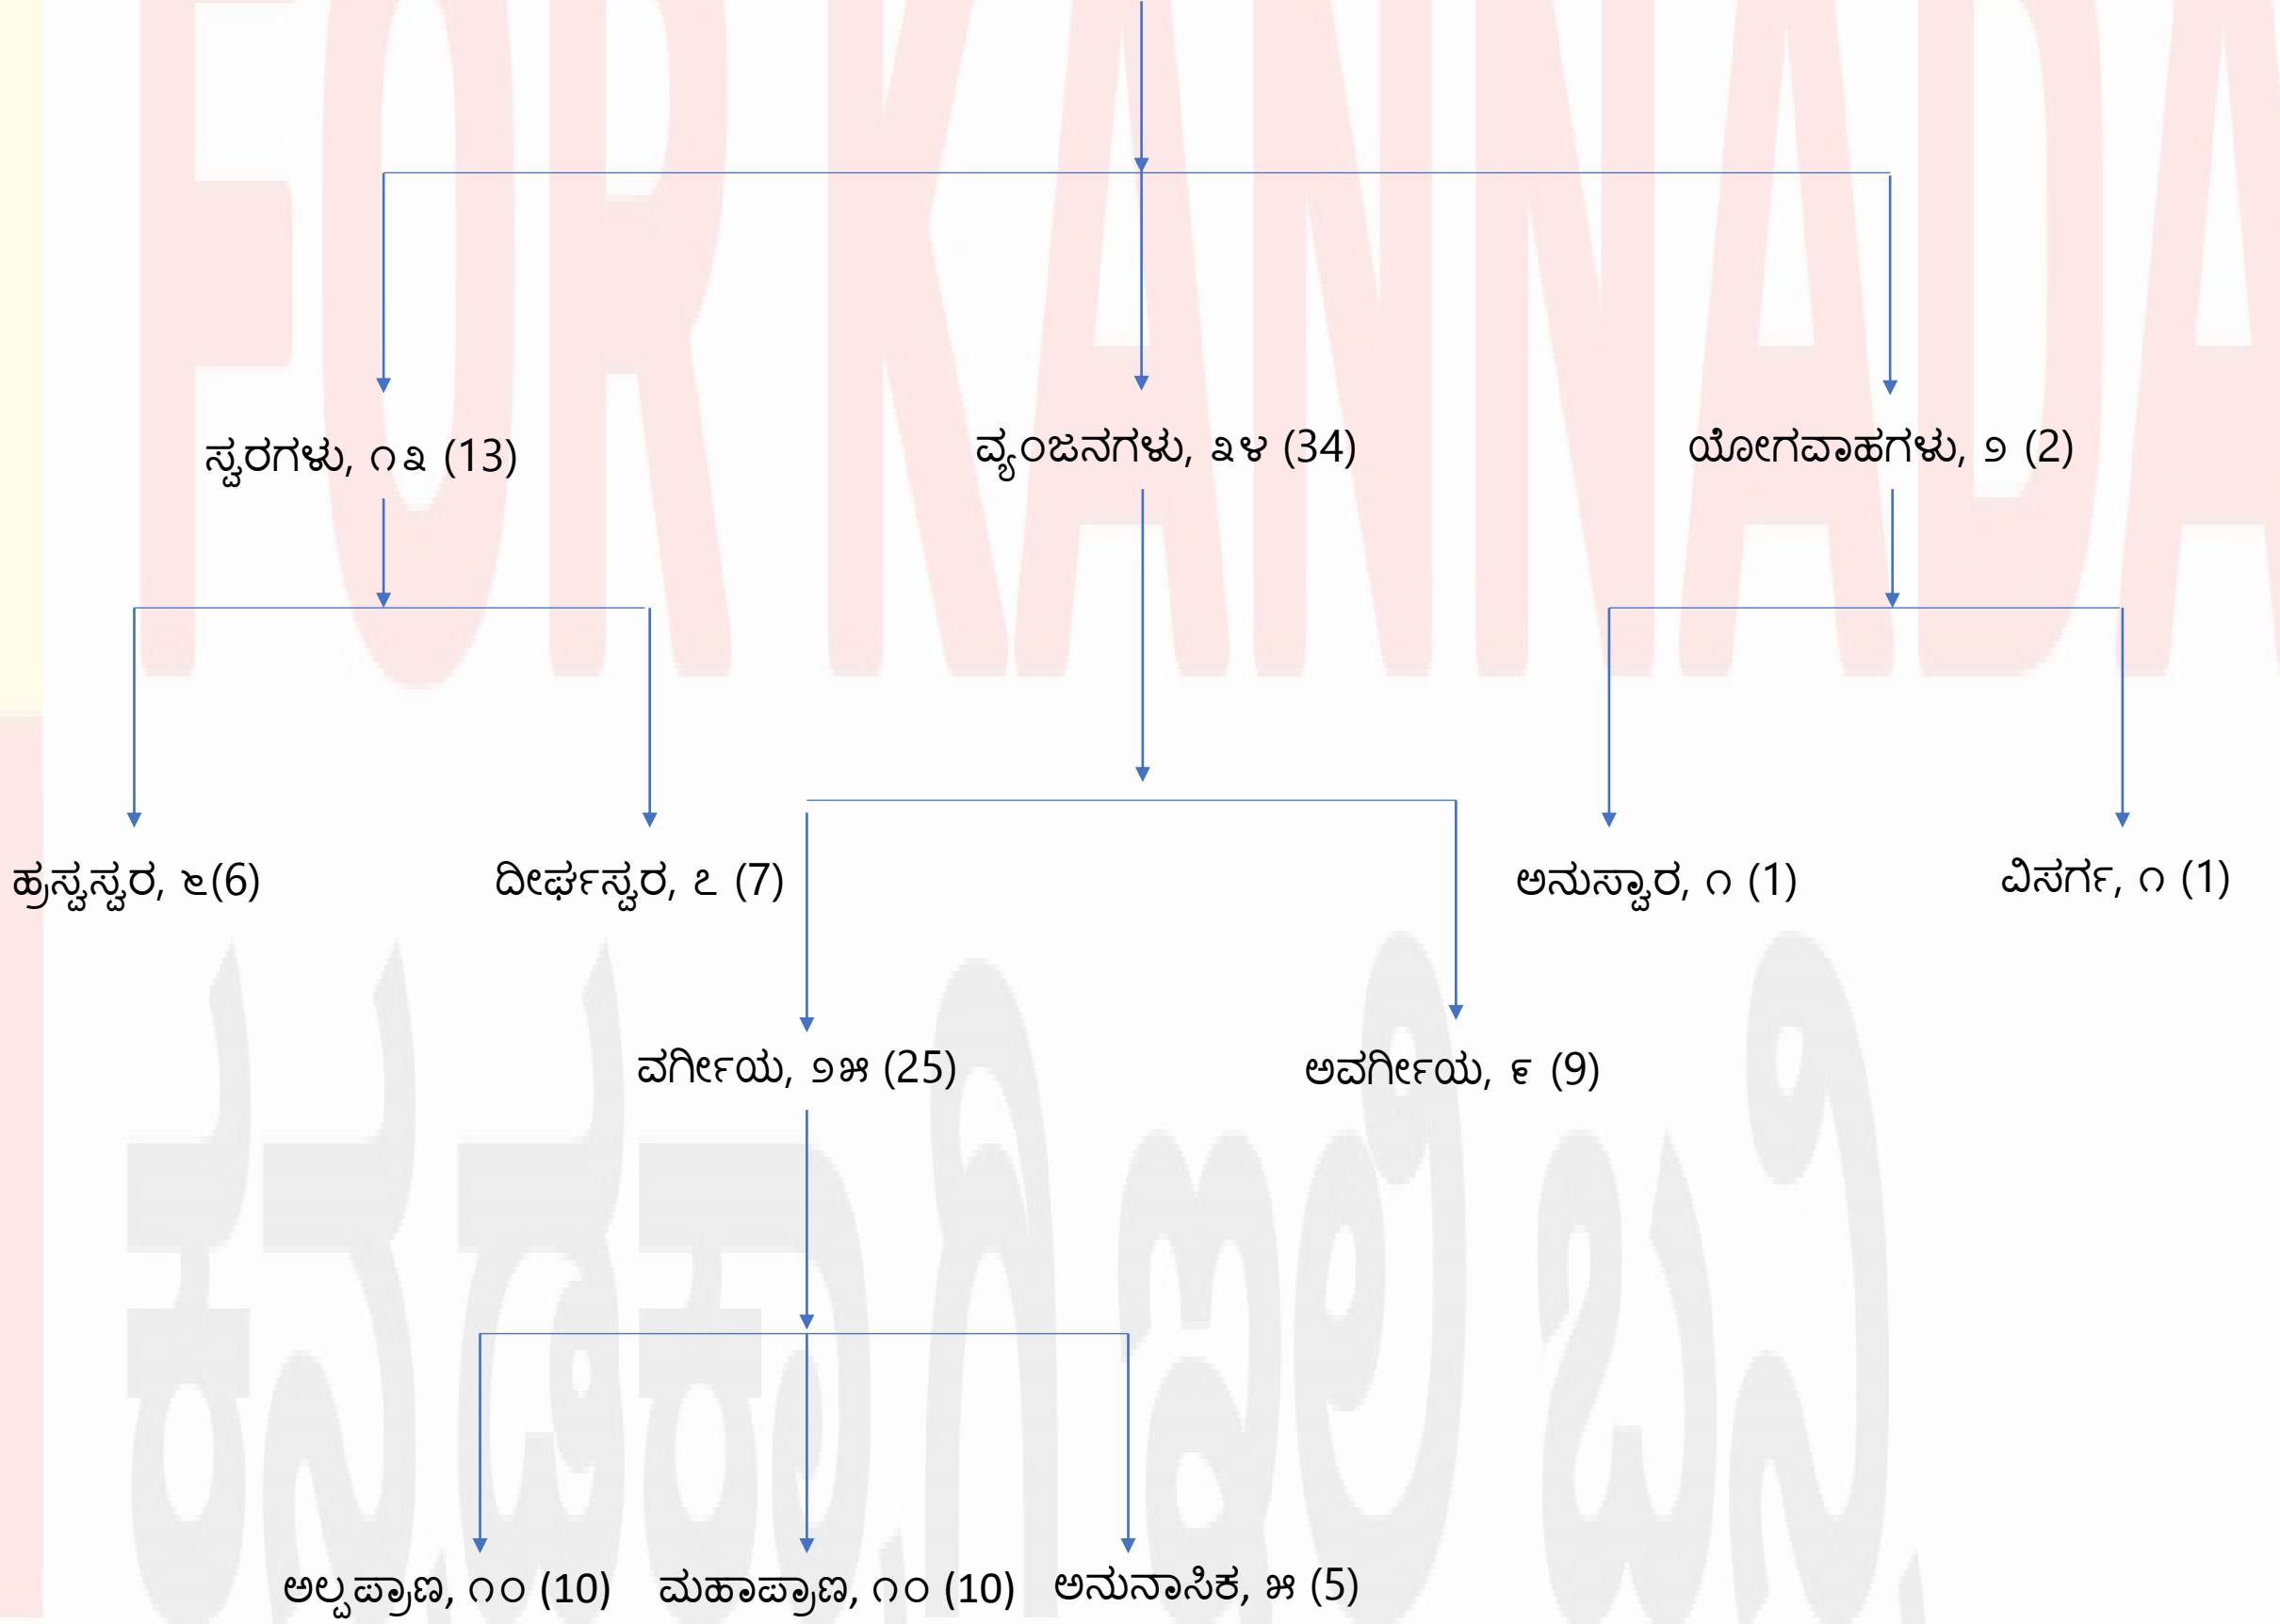 FOR KANNADA
ಸ್ವರಗಳು, ೧೩ (13)
ವ್ಯಂಜನಗಳು, ೩೪ (34)
ಯೋಗವಾಹಗಳು, ೨ (2)
ಹ್ರಸ್ವಸ್ವರ, ೬(6)
ದೀರ್ಘಸ್ವರ, ೭ (7)
ಅನುಸ್ವಾರ, ೧ (1)
ವಿಸರ್ಗ, ೧ (1)
ವರ್ಗೀಯ, ೨೫ (25)
ಅವರ್ಗೀಯ, ೯ (9)
ಅಲ್ಪಪ್ರಾಣ, ೧೦ (10)
ಮಹಾಪ್ರಾಣ, ೧೦ (10)
ಅನುನಾಸಿಕ, ೫ (5)